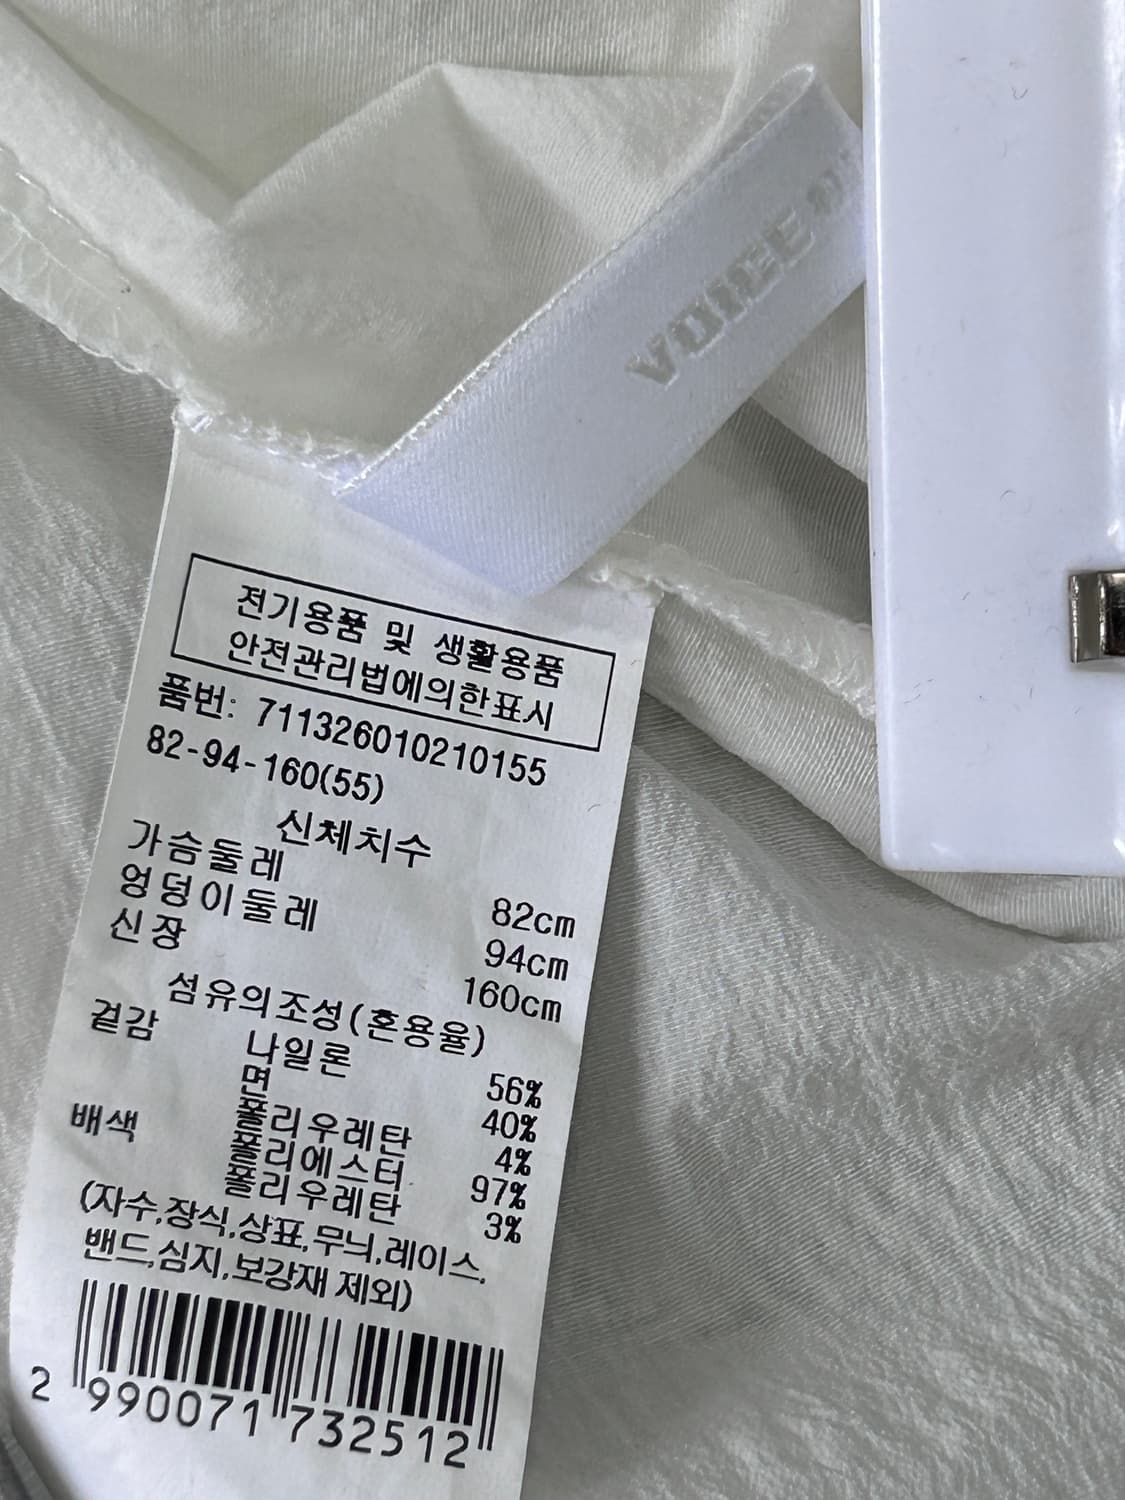 전기용품 및 생활용품
안전관리법에의한표시
품번: 711326010210155
82-94-160(55)
신체치수
가슴둘레 82cm
엉덩이둘레 94cm
신장 160cm
섬유의조성(혼용율)
겉감 나일론 56%
면 40%
폴리우레탄 4%
배색 폴리에스터 97%
폴리우레탄 3%
(자수,장식,상표,무늬,레이스,
밴드,심지,보강재 제외)
2 990071 732512